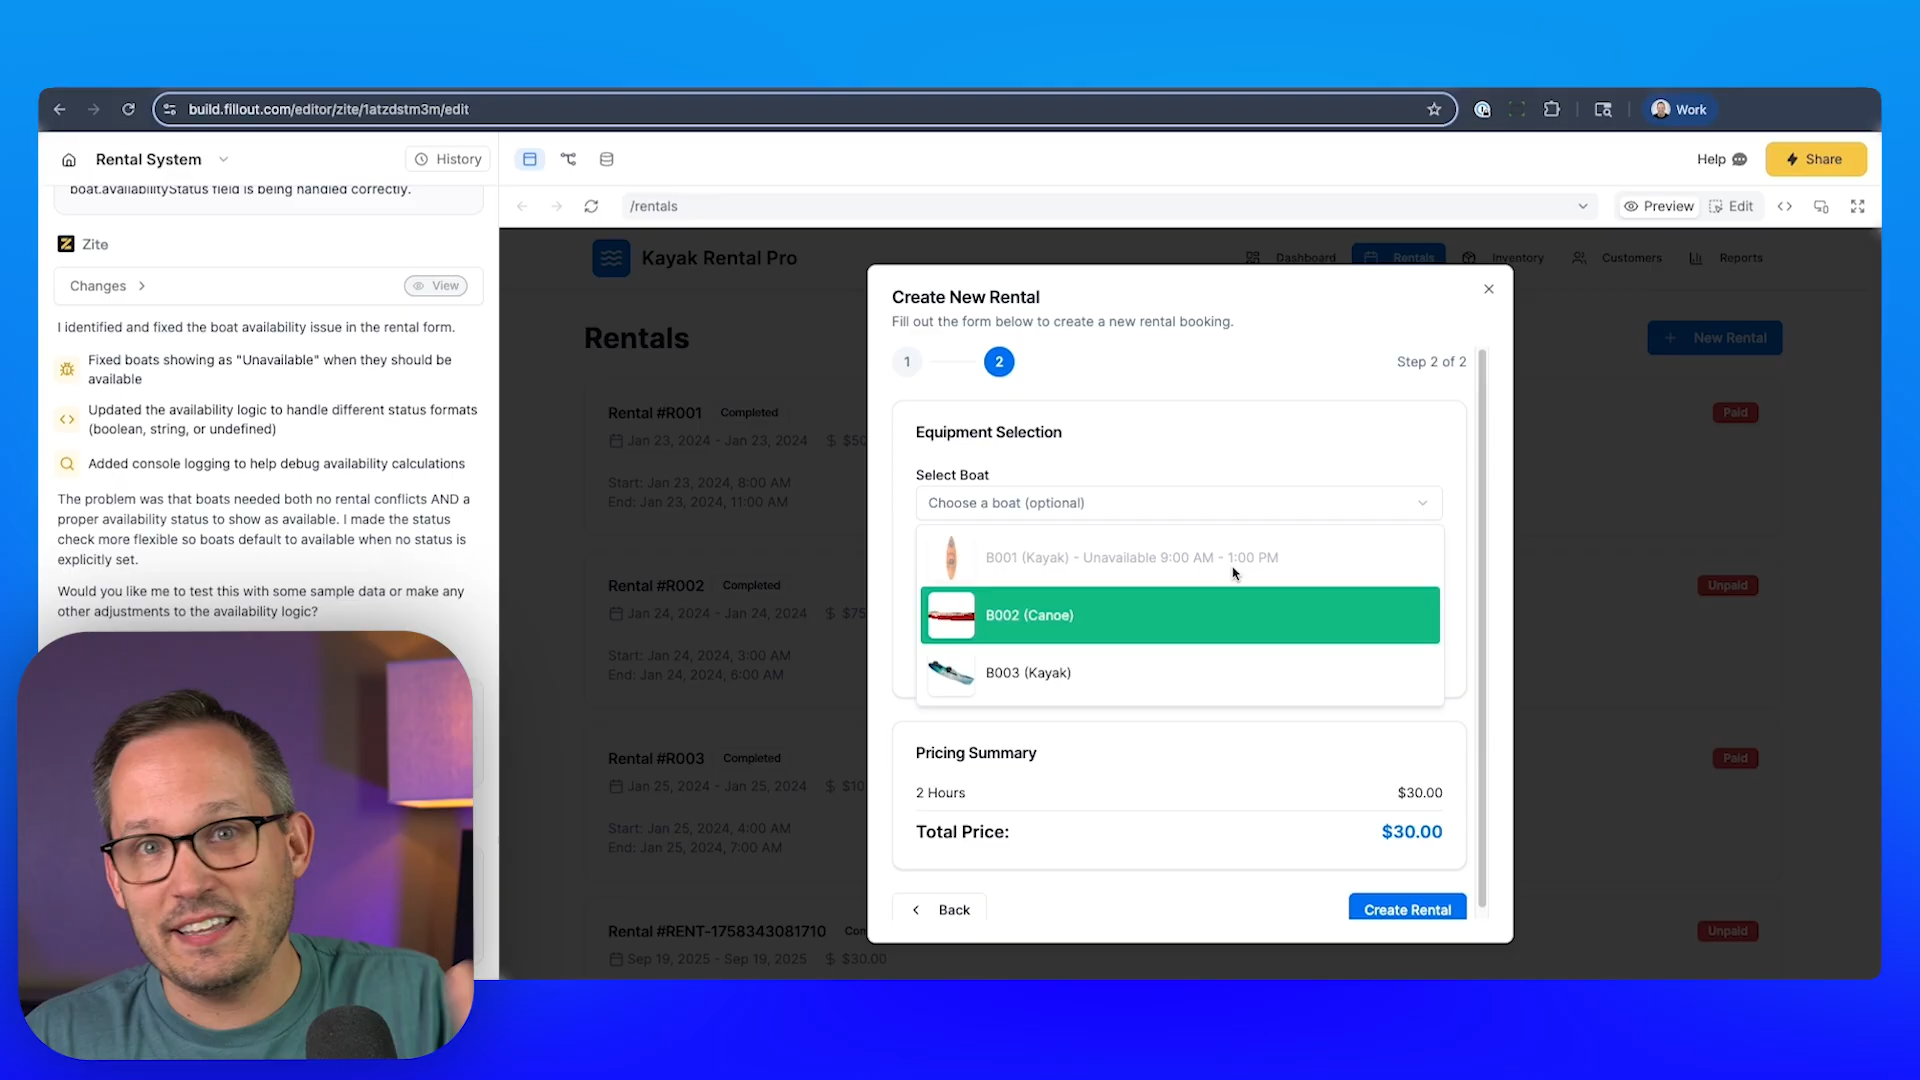 build.fillout.com/editor/zite/1atzdstm3m/edit
Work
Rental System
History
Help
Share
boat.availabilityStatus field is being handled correctly.
/rentals
Preview
Edit
Zite
Changes
View
I identified and fixed the boat availability issue in the rental form.
Fixed boats showing as "Unavailable" when they should be
available
Updated the availability logic to handle different status formats
(boolean, string, or undefined)
Added console logging to help debug availability calculations
The problem was that boats needed both no rental conflicts AND a
proper availability status to show as available. I made the status
check more flexible so boats default to available when no status is
explicitly set.
Would you like me to test this with some sample data or make any
other adjustments to the availability logic?
Kayak Rental Pro
Dashboard
Rentals
Inventory
Customers
Reports
Rentals
New Rental
Rental #R001
Completed
Paid
Jan 23, 2024 - Jan 23, 2024
$50
Start: Jan 23, 2024, 8:00 AM
End: Jan 23, 2024, 11:00 AM
Rental #R002
Completed
Unpaid
Jan 24, 2024 - Jan 24, 2024
$75
Start: Jan 24, 2024, 3:00 AM
End: Jan 24, 2024, 6:00 AM
Rental #R003
Completed
Paid
Jan 25, 2024 - Jan 25, 2024
$10
Start: Jan 25, 2024, 4:00 AM
End: Jan 25, 2024, 7:00 AM
Rental #RENT-1758343081710
Con
Unpaid
Sep 19, 2025 - Sep 19, 2025
$30.00
Create New Rental
Fill out the form below to create a new rental booking.
1
2
Step 2 of 2
Equipment Selection
Select Boat
Choose a boat (optional)
B001 (Kayak) - Unavailable 9:00 AM - 1:00 PM
B002 (Canoe)
B003 (Kayak)
Pricing Summary
2 Hours
$30.00
Total Price:
$30.00
Back
Create Rental